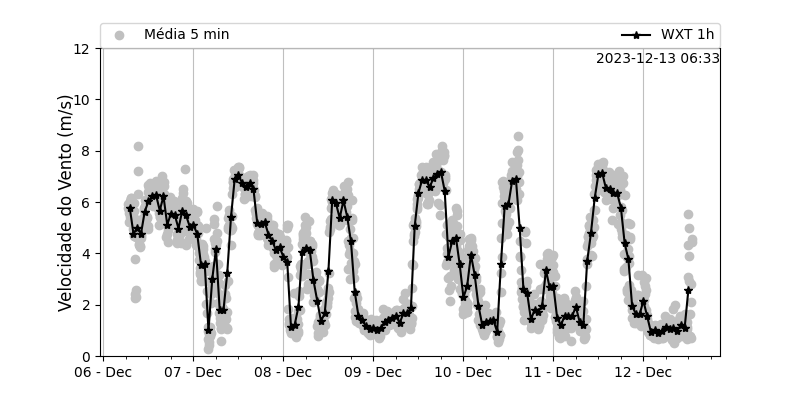 Média 5 min
WXT 1h
2023-12-13 06:33
Velocidade do Vento (m/s)
12
10
8
6
4
2
0
06 - Dec
07 - Dec
08 - Dec
09 - Dec
10 - Dec
11 - Dec
12 - Dec